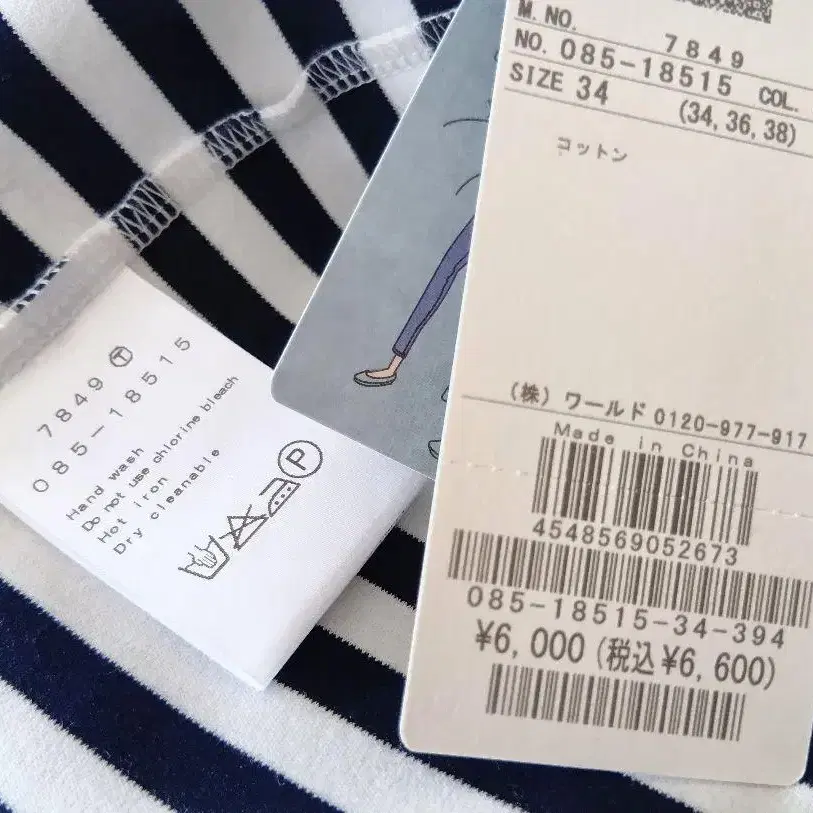 7849 Ⓣ
085-18515
Hand wash
Do not use chlorine bleach
Hot iron
Dry cleanable
P
M. NO.
7849
NO. 085-18515 COL.
SIZE 34 (34, 36, 38)
コットン
(株) ワールド 0120-977-917
Made in China
4548569052673
085-18515-34-394
¥6,000 (税込¥6,600)